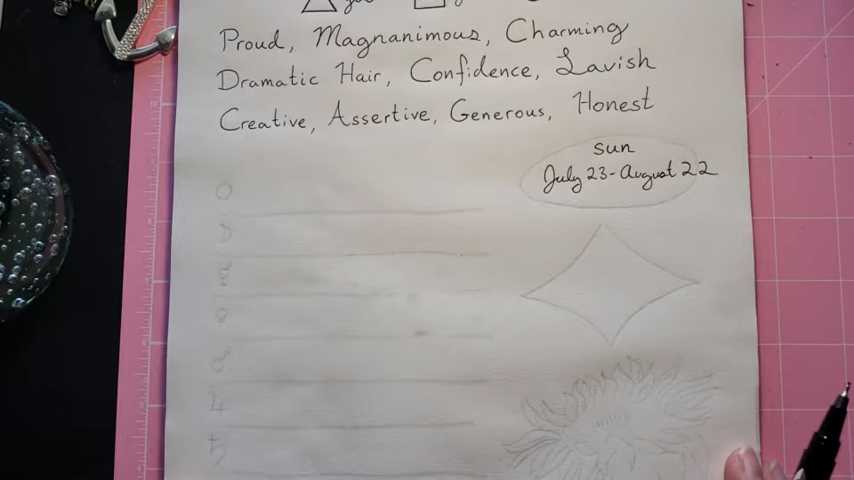 Proud, Magnanimous, Charming
Dramatic Hair, Confidence, Lavish
Creative, Assertive, Generous, Honest
sun
July 23-August 22